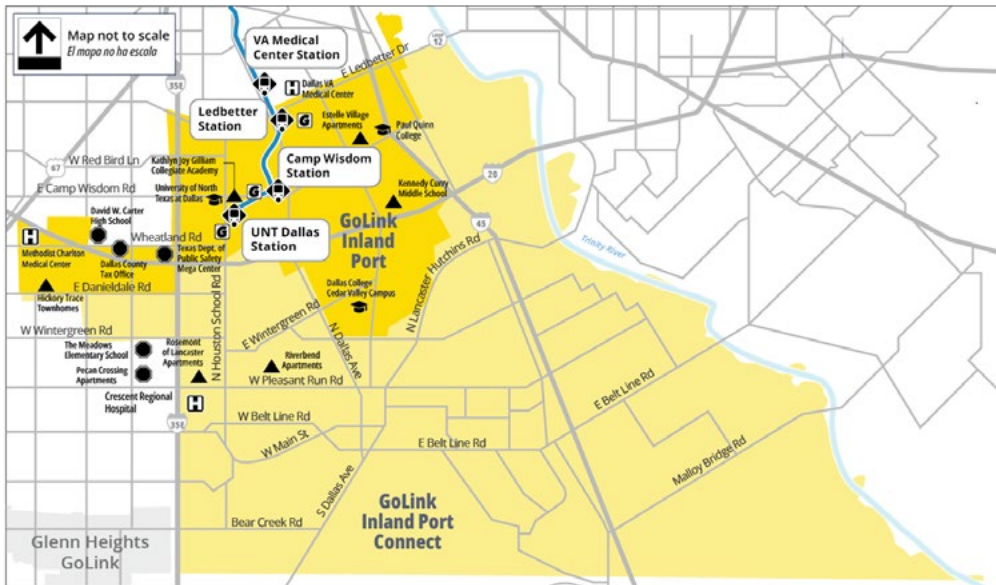 Map not to scale
El mapa no ha escala
VA Medical
Center Station
LOOP
12
E Ledbetter Dr
35E
H
Dallas VA
Medical Center
Ledbetter
Station
G
Estelle Village
Apartments
Paul Quinn
College
W Red Bird Ln
67
Kathlyn Joy Gilliam
Collegiate Academy
Camp Wisdom
Station
20
E Camp Wisdom Rd
University of North
Texas at Dallas
G
Kennedy Curry
Middle School
David W. Carter
High School
GoLink
Inland
Port
45
Wheatland Rd
G
UNT Dallas
Station
H
Methodist Charlton
Medical Center
Dallas County
Tax Office
Texas Dept. of
Public Safety
Mega Center
Trinity River
N Lancaster Hutchins Rd
E Danieldale Rd
Dallas College
Cedar Valley Campus
Hickory Trace
Townhomes
N Houston School Rd
E Wintergreen Rd
N Dallas Ave
W Wintergreen Rd
The Meadows
Elementary School
Rosemont
of Lancaster
Apartments
Riverbend
Apartments
Pecan Crossing
Apartments
W Pleasant Run Rd
Crescent Regional
Hospital
H
E Belt Line Rd
W Belt Line Rd
35E
W Main St
E Belt Line Rd
Malloy Bridge Rd
S Dallas Ave
GoLink
Inland Port
Connect
Bear Creek Rd
Glenn Heights
GoLink